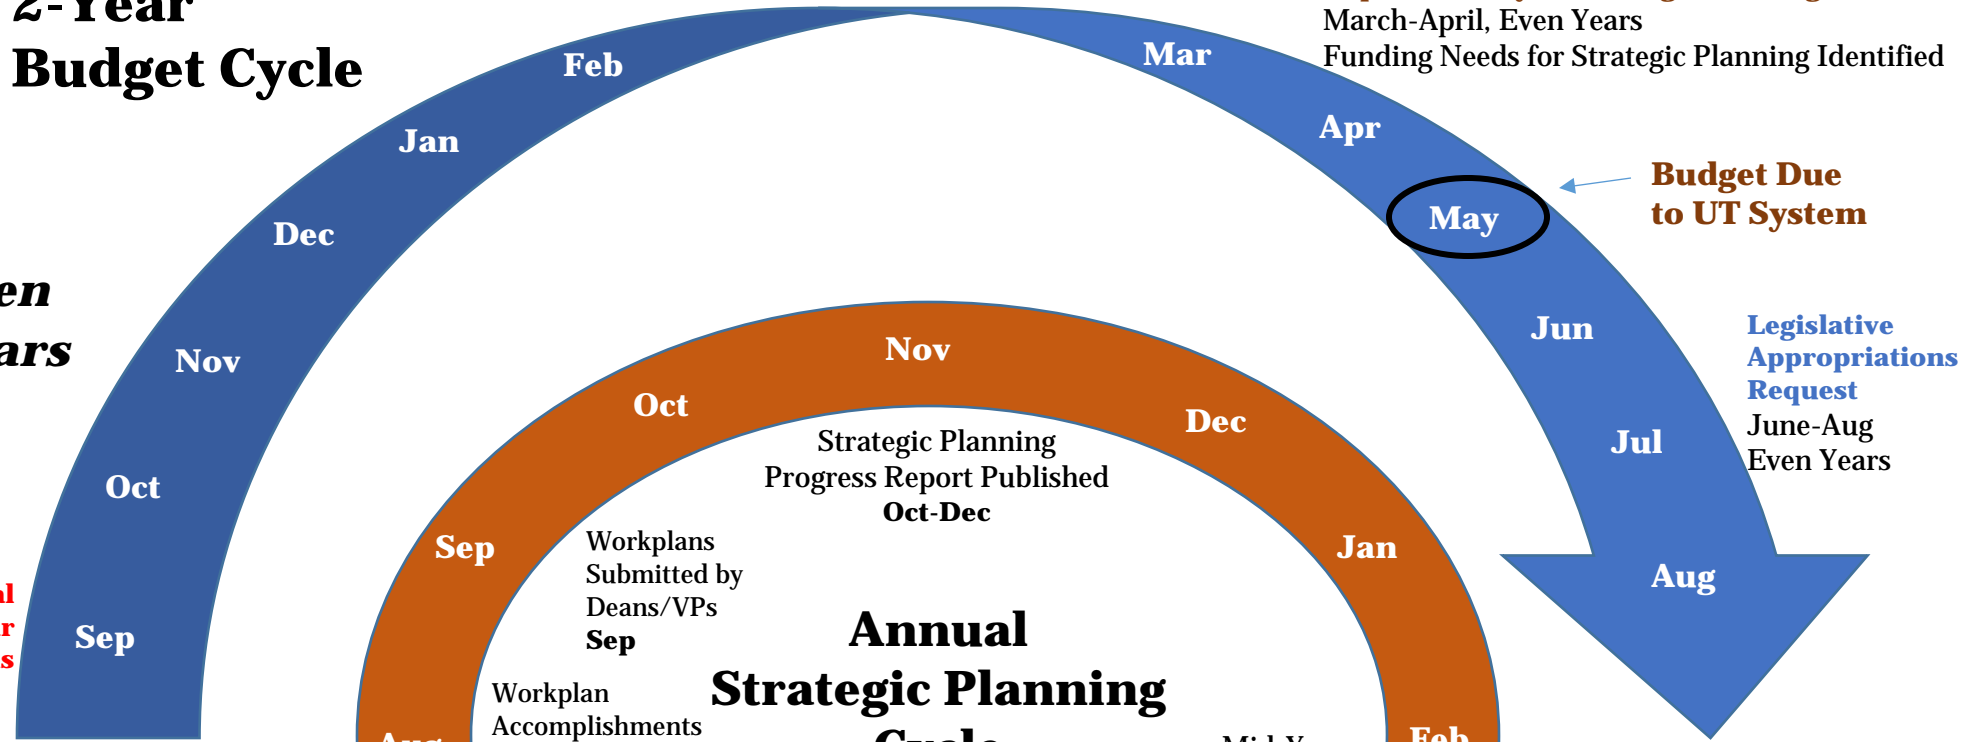 2-Year
Budget Cycle
March-April, Even Years
Funding Needs for Strategic Planning Identified
Feb
Mar
Jan
Apr
Budget Due
to UT System
May
Dec
Jun
Legislative
Appropriations
Request
June-Aug
Even Years
Nov
Nov
Oct
Dec
Jul
Strategic Planning
Progress Report Published
Oct-Dec
Oct
Sep
Workplans
Submitted by
Deans/VPs
Sep
Jan
Aug
Sep
Annual
Strategic Planning
Cycle
Workplan
Accomplishments
Aug
Feb